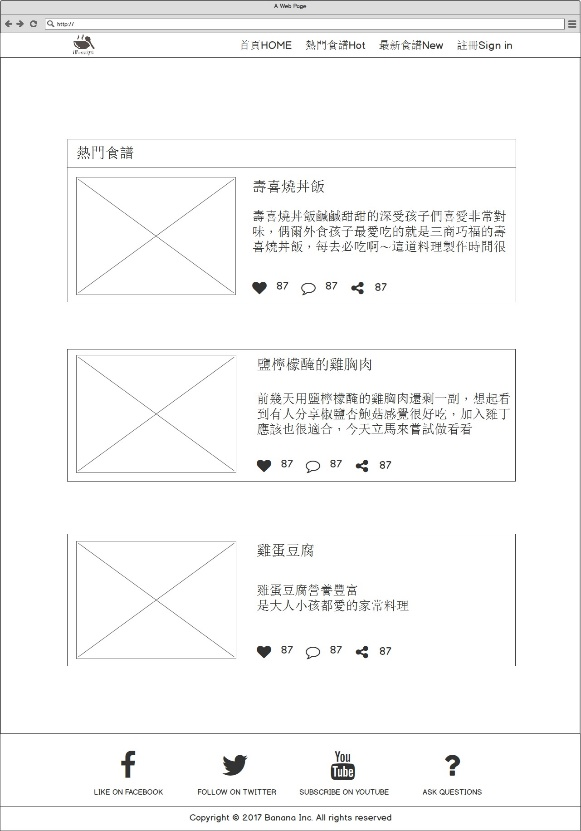 A Web Page
http://
首頁HOME 熱門食譜Hot 最新食譜New 註冊Sign in
熱門食譜
壽喜燒丼飯
壽喜燒丼飯鹹鹹甜甜的深受孩子們喜愛非常對
味，偶爾外食孩子最愛吃的就是三商巧福的壽
喜燒丼飯，每去必吃啊～這道料理製作時間很
87 87 87
鹽檸檬醃的雞胸肉
前幾天用鹽檸檬醃的雞胸肉還剩一副，想起看
到有人分享椒鹽杏鮑菇感覺很好吃，加入雞丁
應該也很適合，今天立馬來嘗試做看看
87 87 87
雞蛋豆腐
雞蛋豆腐營養豐富
是大人小孩都愛的家常料理
87 87 87
You
Tube
LIKE ON FACEBOOK FOLLOW ON TWITTER SUBSCRIBE ON YOUTUBE ASK QUESTIONS
Copyright © 2017 Banana Inc. All rights reserved